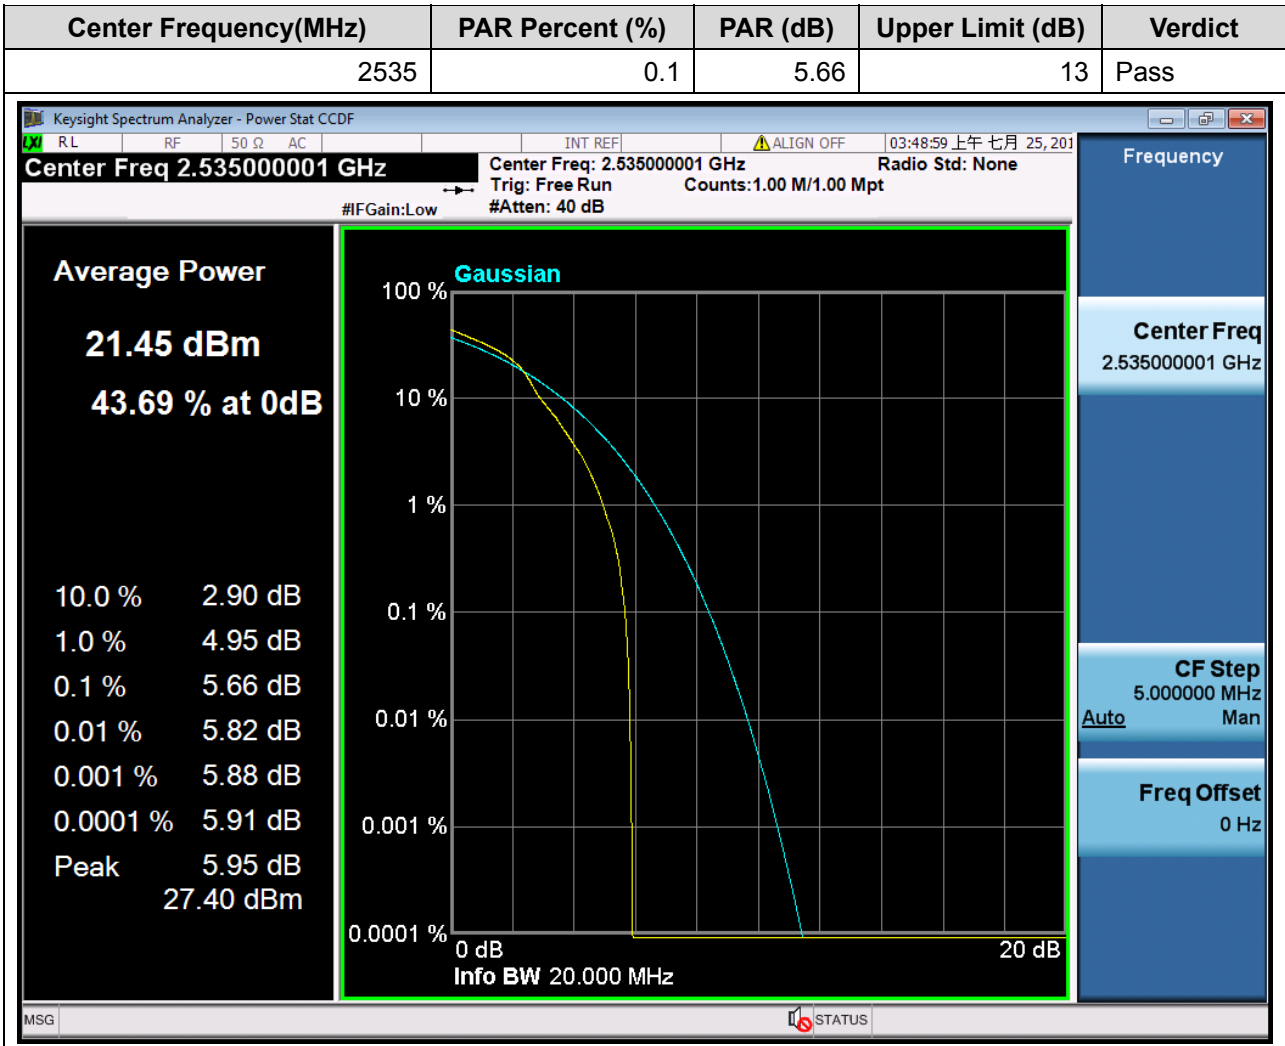 Center Frequency(MHz) PAR Percent (%) PAR (dB) Upper Limit (dB) Verdict
2535 0.1 5.66 13 Pass
Keysight Spectrum Analyzer - Power Stat CCDF
LXI RL RF 50 Ω AC INT REF ALIGN OFF 03:48:59 上午 七月 25, 201
Center Freq 2.535000001 GHz
Center Freq: 2.535000001 GHz Radio Std: None
Trig: Free Run Counts:1.00 M/1.00 Mpt
#IFGain:Low #Atten: 40 dB
Average Power
21.45 dBm
43.69 % at 0dB
10.0 % 2.90 dB
1.0 % 4.95 dB
0.1 % 5.66 dB
0.01 % 5.82 dB
0.001 % 5.88 dB
0.0001 % 5.91 dB
Peak 5.95 dB
27.40 dBm
Gaussian
100 %
10 %
1 %
0.1 %
0.01 %
0.001 %
0.0001 %
0 dB 20 dB
Info BW 20.000 MHz
Frequency
Center Freq
2.535000001 GHz
CF Step
5.000000 MHz
Auto Man
Freq Offset
0 Hz
MSG STATUS